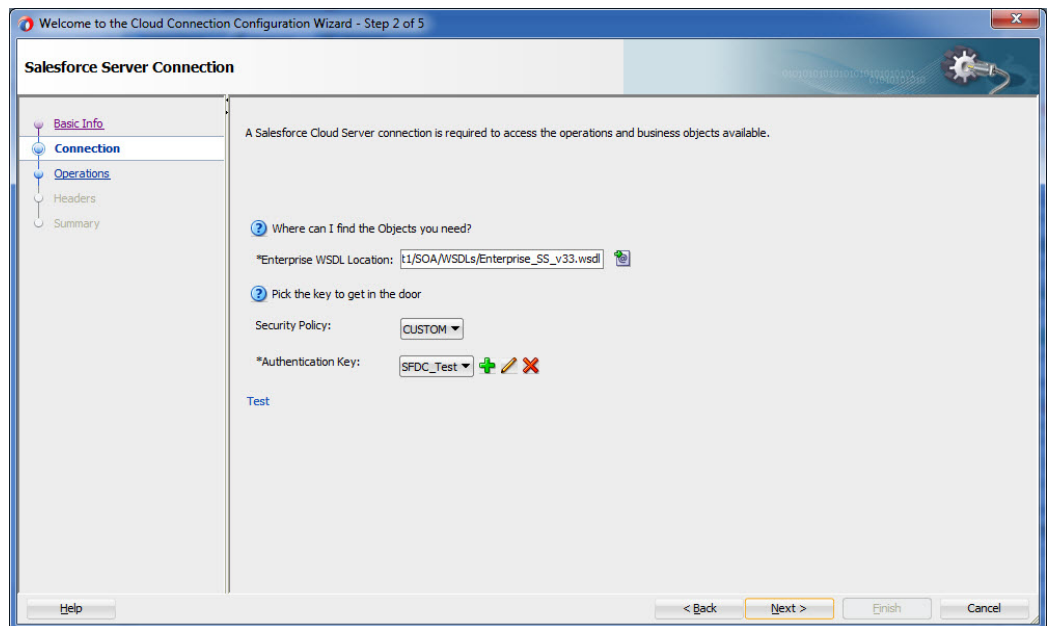 Welcome to the Cloud Connection Configuration Wizard - Step 2 of 5
Salesforce Server Connection
Basic Info
Connection
Operations
Headers
Summary
A Salesforce Cloud Server connection is required to access the operations and business objects available.
Where can I find the Objects you need?
*Enterprise WSDL Location: t1/SOA/WSDLs/Enterprise_SS_v33.wsdl
Pick the key to get in the door
Security Policy: CUSTOM
*Authentication Key: SFDC_Test
Test
Help < Back Next > Finish Cancel